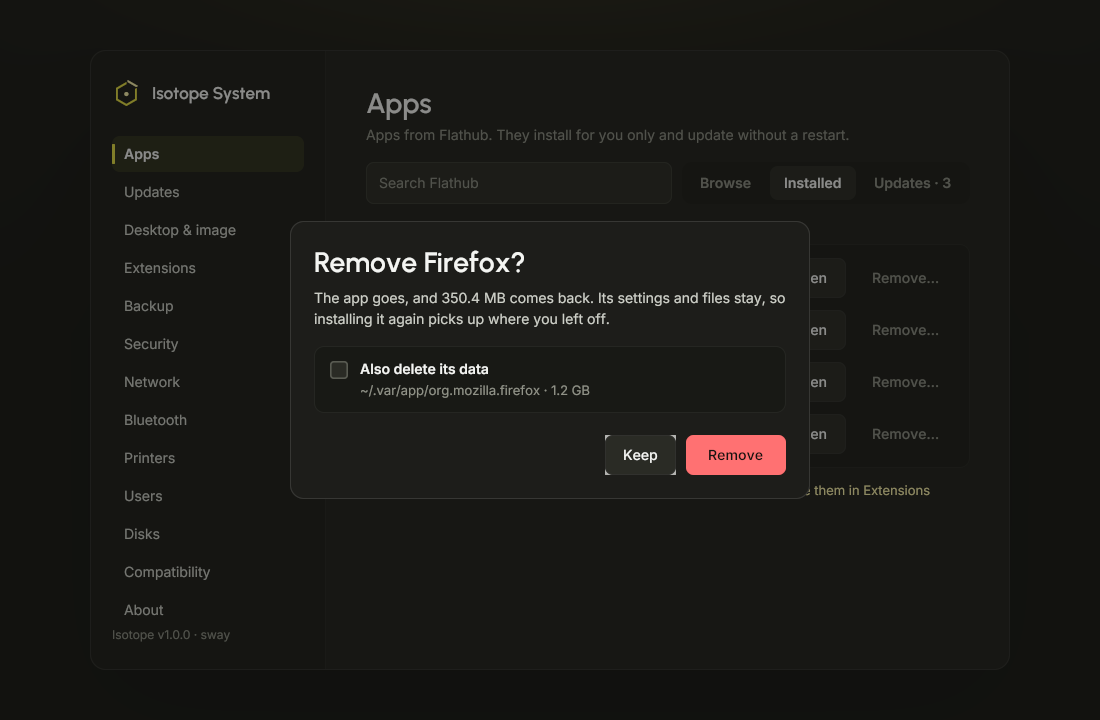 Isotope System
Apps
Updates
Desktop & image
Extensions
Backup
Security
Network
Bluetooth
Printers
Users
Disks
Compatibility
About
Isotope v1.0.0 · sway
Apps
Apps from Flathub. They install for you only and update without a restart.
Search Flathub
Browse
Installed
Updates · 3
Remove...
Remove...
Remove...
Remove...
them in Extensions
Remove Firefox?
The app goes, and 350.4 MB comes back. Its settings and files stay, so
installing it again picks up where you left off.
Also delete its data
~/.var/app/org.mozilla.firefox · 1.2 GB
Keep
Remove